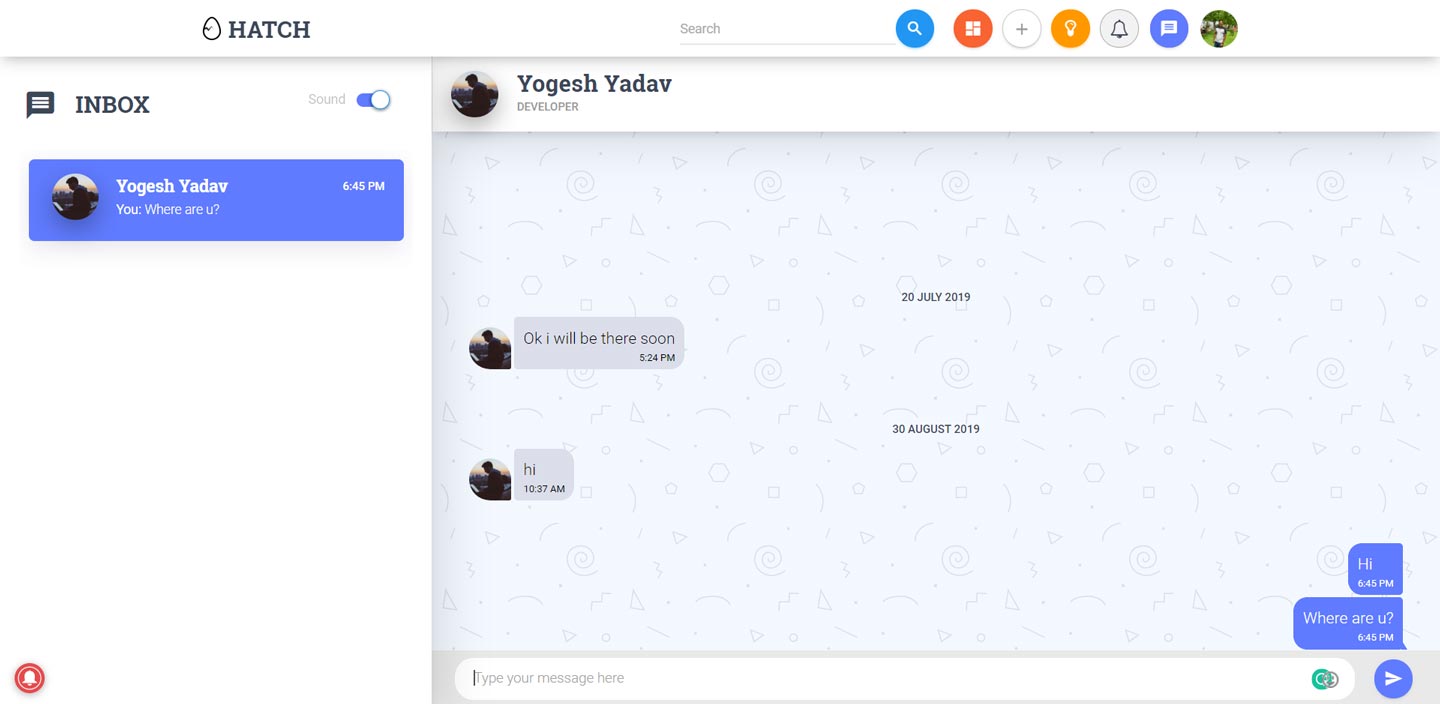 HATCH
Search
INBOX
Sound
Yogesh Yadav
6:45 PM
You: Where are u?
Yogesh Yadav
DEVELOPER
20 JULY 2019
Ok i will be there soon
5:24 PM
30 AUGUST 2019
hi
10:37 AM
Hi
6:45 PM
Where are u?
6:45 PM
Type your message here